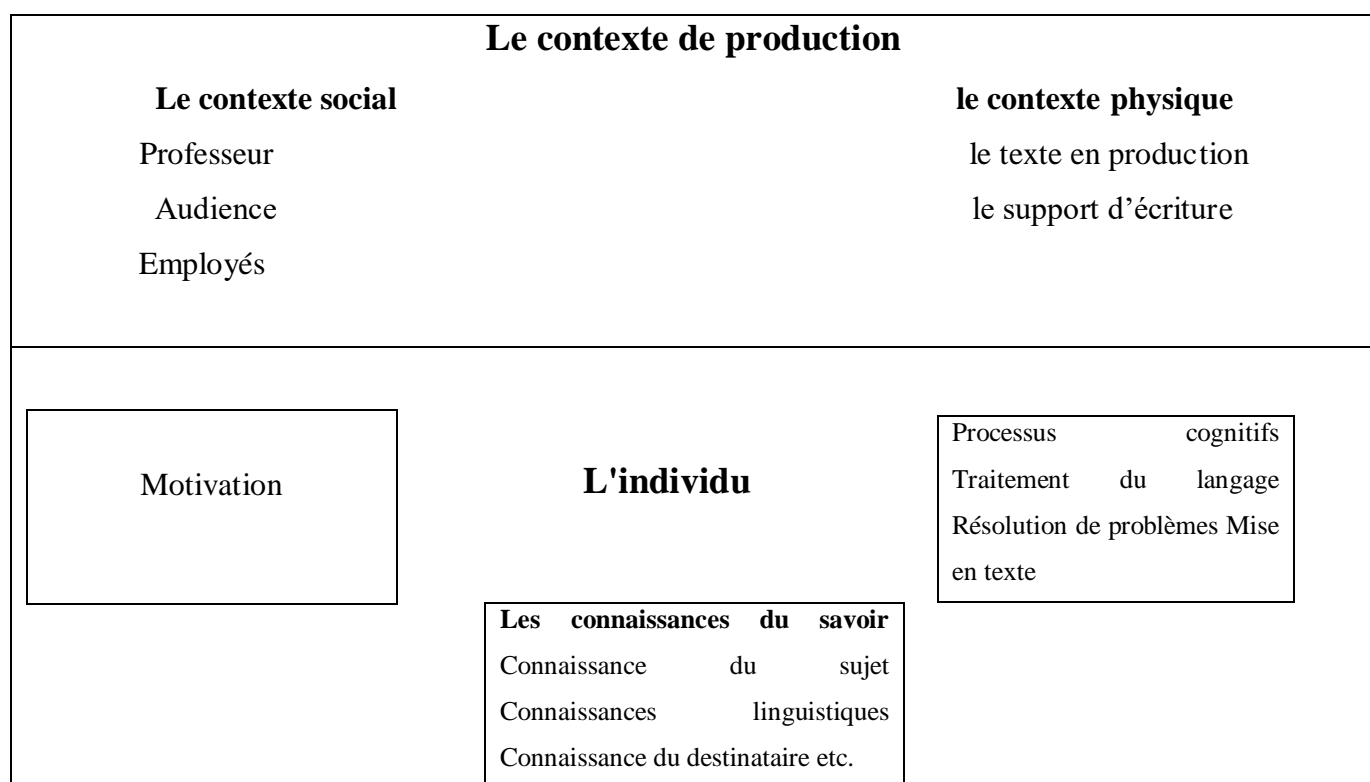 Le contexte de production
Le contexte social
le contexte physique
Professeur
le texte en production
Audience
le support d’écriture
Employés
Motivation
L'individu
Processus cognitifs
Traitement du langage
Résolution de problèmes Mise
en texte
Les connaissances du savoir
Connaissance du sujet
Connaissances linguistiques
Connaissance du destinataire etc.